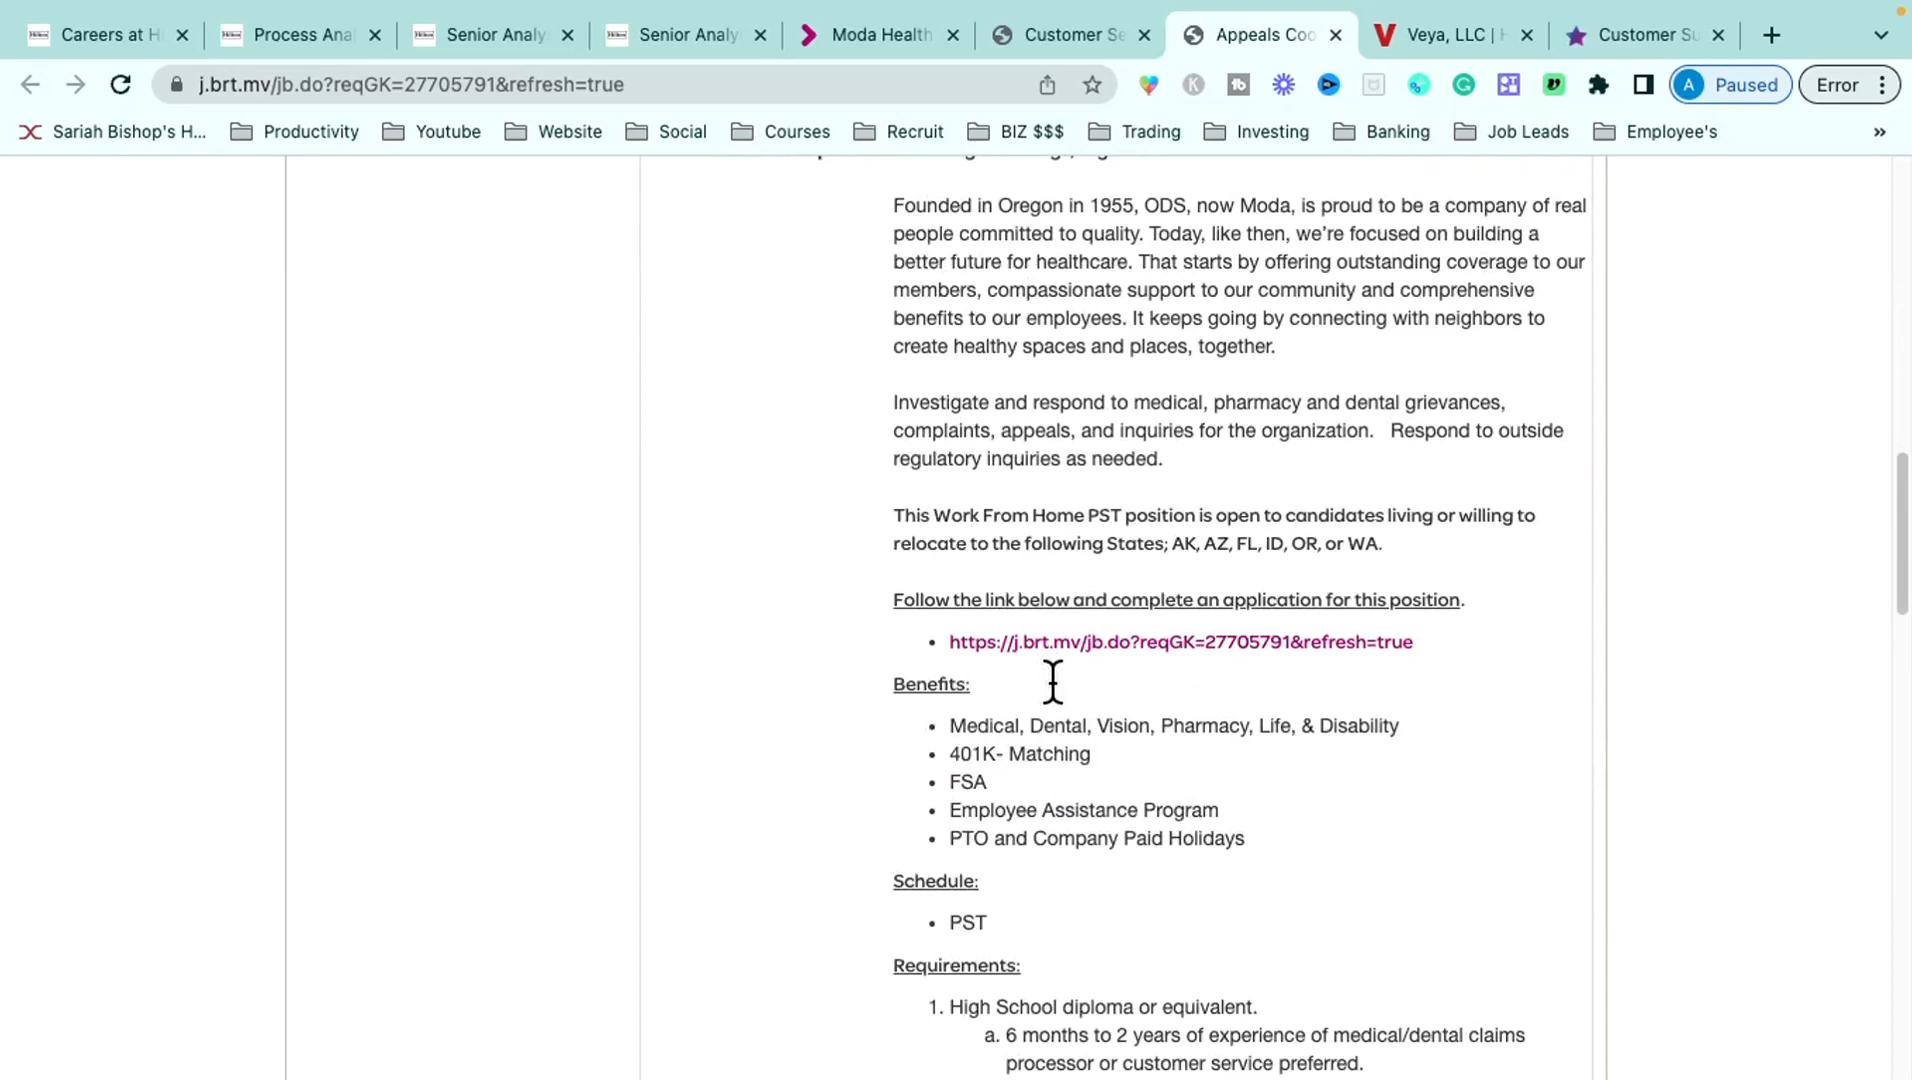 Careers at Hi
Process Anal
Senior Analy
Senior Analy
Moda Health
Customer Se
Appeals Coo
Veya, LLC | H
Customer Su
j.brt.mv/jb.do?reqGK=27705791&refresh=true
A Paused
Error
Sariah Bishop's H...
Productivity
Youtube
Website
Social
Courses
Recruit
BIZ $$$
Trading
Investing
Banking
Job Leads
Employee's
»
Founded in Oregon in 1955, ODS, now Moda, is proud to be a company of real
people committed to quality. Today, like then, we're focused on building a
better future for healthcare. That starts by offering outstanding coverage to our
members, compassionate support to our community and comprehensive
benefits to our employees. It keeps going by connecting with neighbors to
create healthy spaces and places, together.
Investigate and respond to medical, pharmacy and dental grievances,
complaints, appeals, and inquiries for the organization. Respond to outside
regulatory inquiries as needed.
This Work From Home PST position is open to candidates living or willing to
relocate to the following States; AK, AZ, FL, ID, OR, or WA.
Follow the link below and complete an application for this position.
• https://j.brt.mv/jb.do?reqGK=27705791&refresh=true
Benefits:
• Medical, Dental, Vision, Pharmacy, Life, & Disability
• 401K- Matching
• FSA
• Employee Assistance Program
• PTO and Company Paid Holidays
Schedule:
• PST
Requirements:
1. High School diploma or equivalent.
a. 6 months to 2 years of experience of medical/dental claims
processor or customer service preferred.